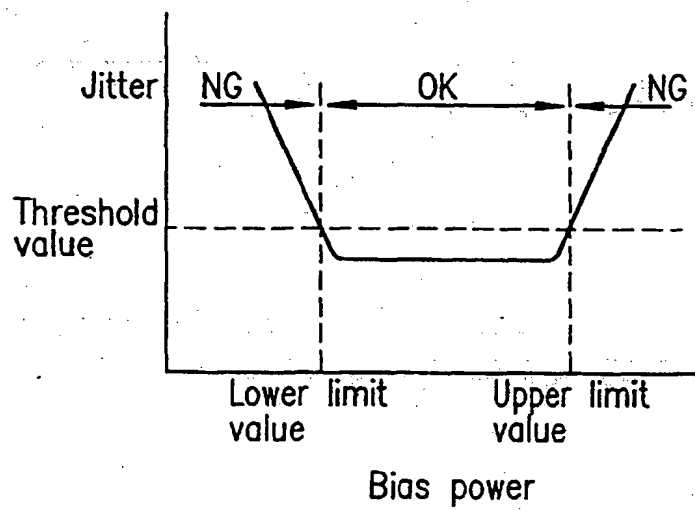 Jitter NG OK NG
Threshold
value
Lower limit Upper limit
value value
Bias power